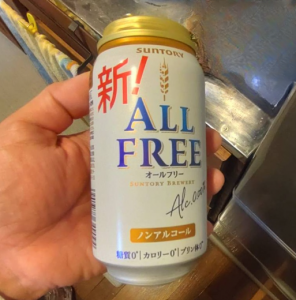 SUNTORY
新!
ALL
FREE
オールフリー
SUNTORY BREWERY
Alc.0.00%
ノンアルコール
糖質0 カロリー0 プリン体0